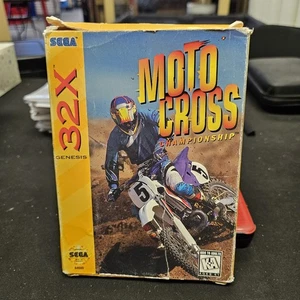 SEGA
32X
GENESIS
MOTO
CROSS
CHAMPIONSHIP
5
SEGA
K-A